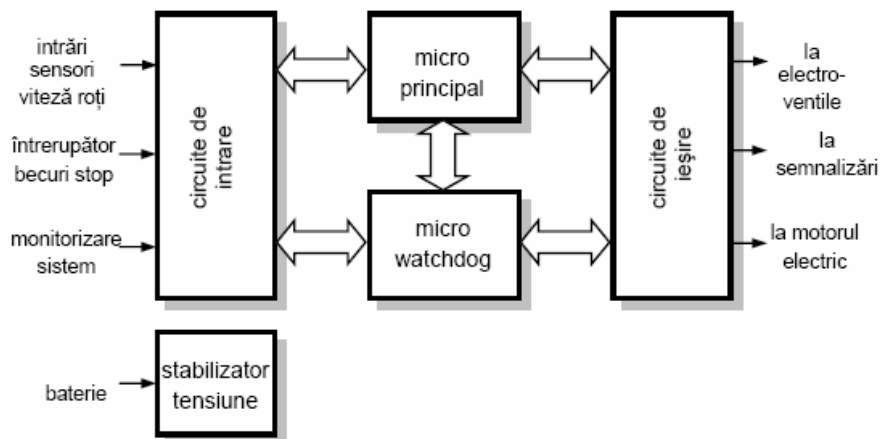 intrări
sensori
viteză roți
întrerupător
becuri stop
monitorizare
sistem
baterie
circuite de
intrare
stabilizator
tensiune
micro
principal
micro
watchdog
circuite de
ieșire
la
electro-
ventile
la
semnalizări
la motorul
electric